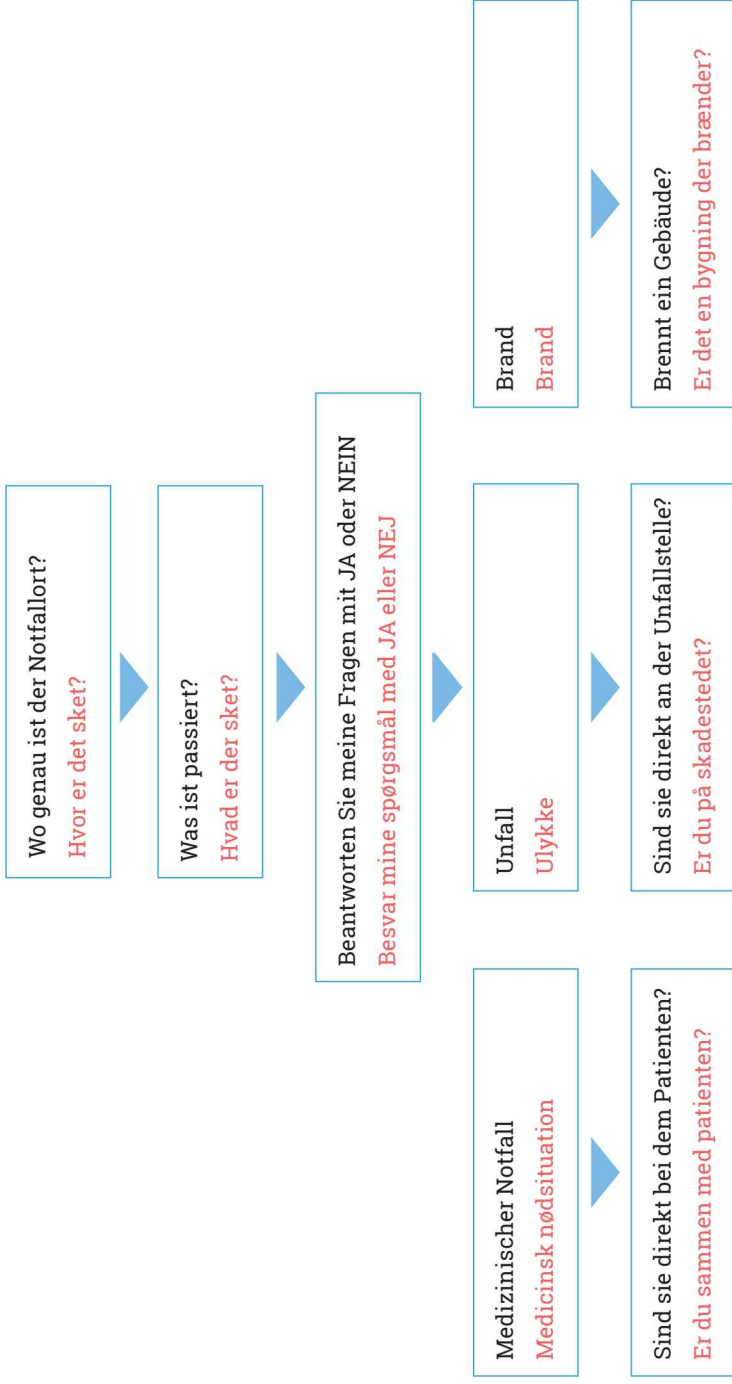 Wo genau ist der Notfallort?
Hvor er det sket?
Was ist passiert?
Hvad er der sket?
Beantworten Sie meine Fragen mit JA oder NEIN
Besvar mine spørgsmål med JA eller NEJ
Medizinischer Notfall
Medicinsk nødsituation
Unfall
Ulykke
Brand
Brand
Sind sie direkt bei dem Patienten?
Er du sammen med patienten?
Sind sie direkt an der Unfallstelle?
Er du på skadestedet?
Brennt ein Gebäude?
Er det en bygning der brænder?